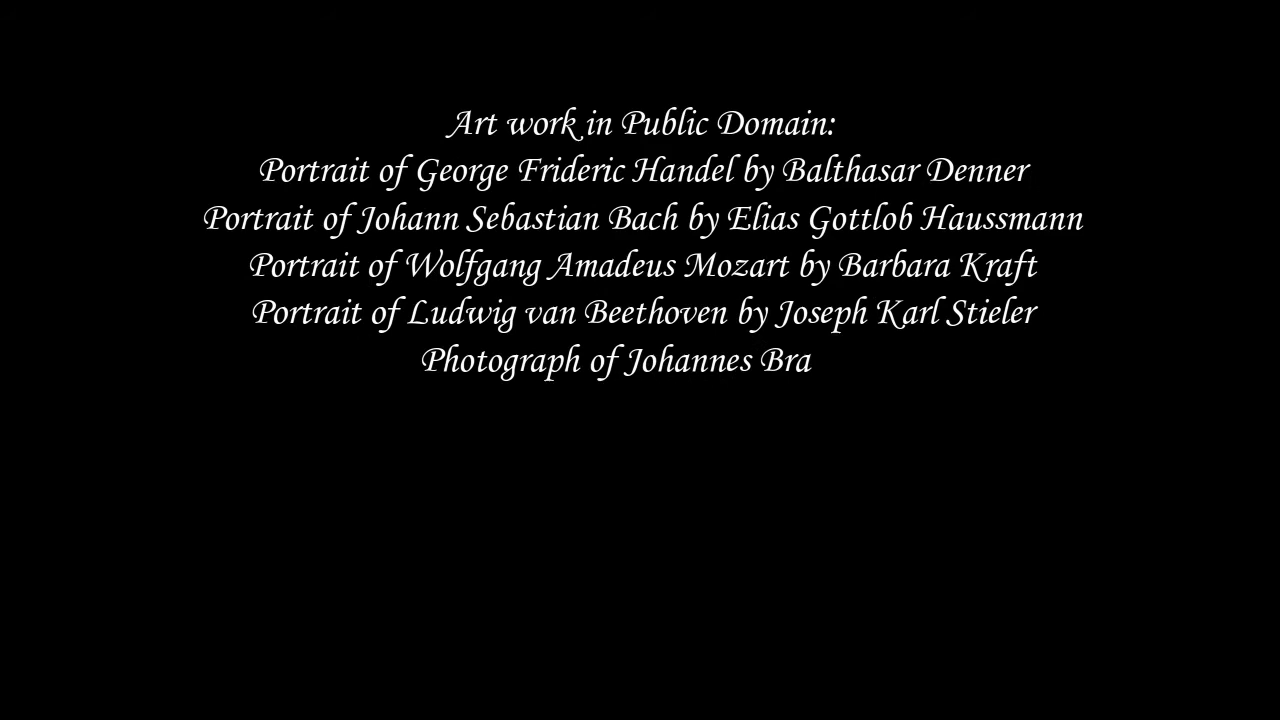 Art work in Public Domain:
Portrait of George Frideric Handel by Balthasar Denner
Portrait of Johann Sebastian Bach by Elias Gottlob Haussmann
Portrait of Wolfgang Amadeus Mozart by Barbara Kraft
Portrait of Ludwig van Beethoven by Joseph Karl Stieler
Photograph of Johannes Bra